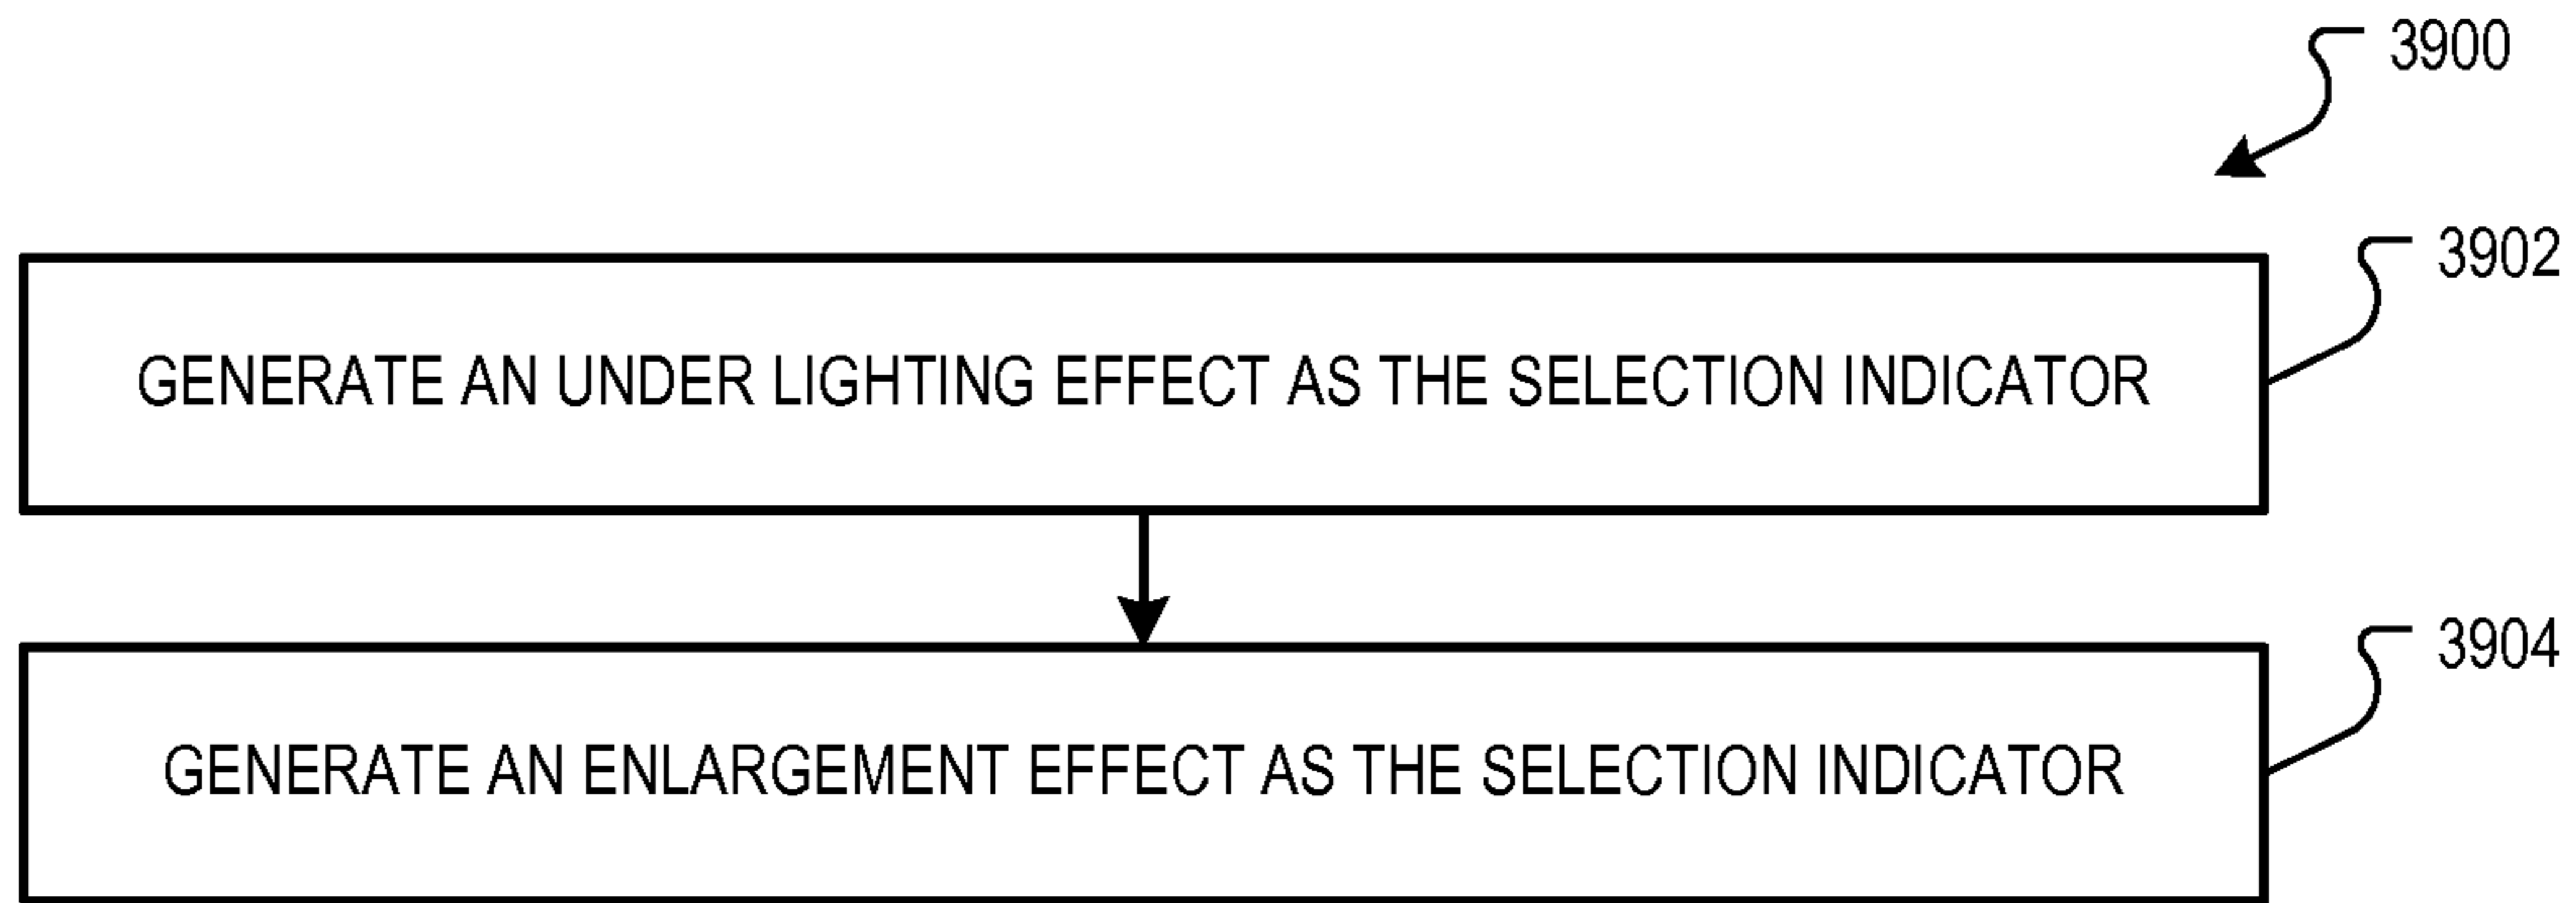 3900
3902
GENERATE AN UNDER LIGHTING EFFECT AS THE SELECTION INDICATOR
3904
GENERATE AN ENLARGEMENT EFFECT AS THE SELECTION INDICATOR